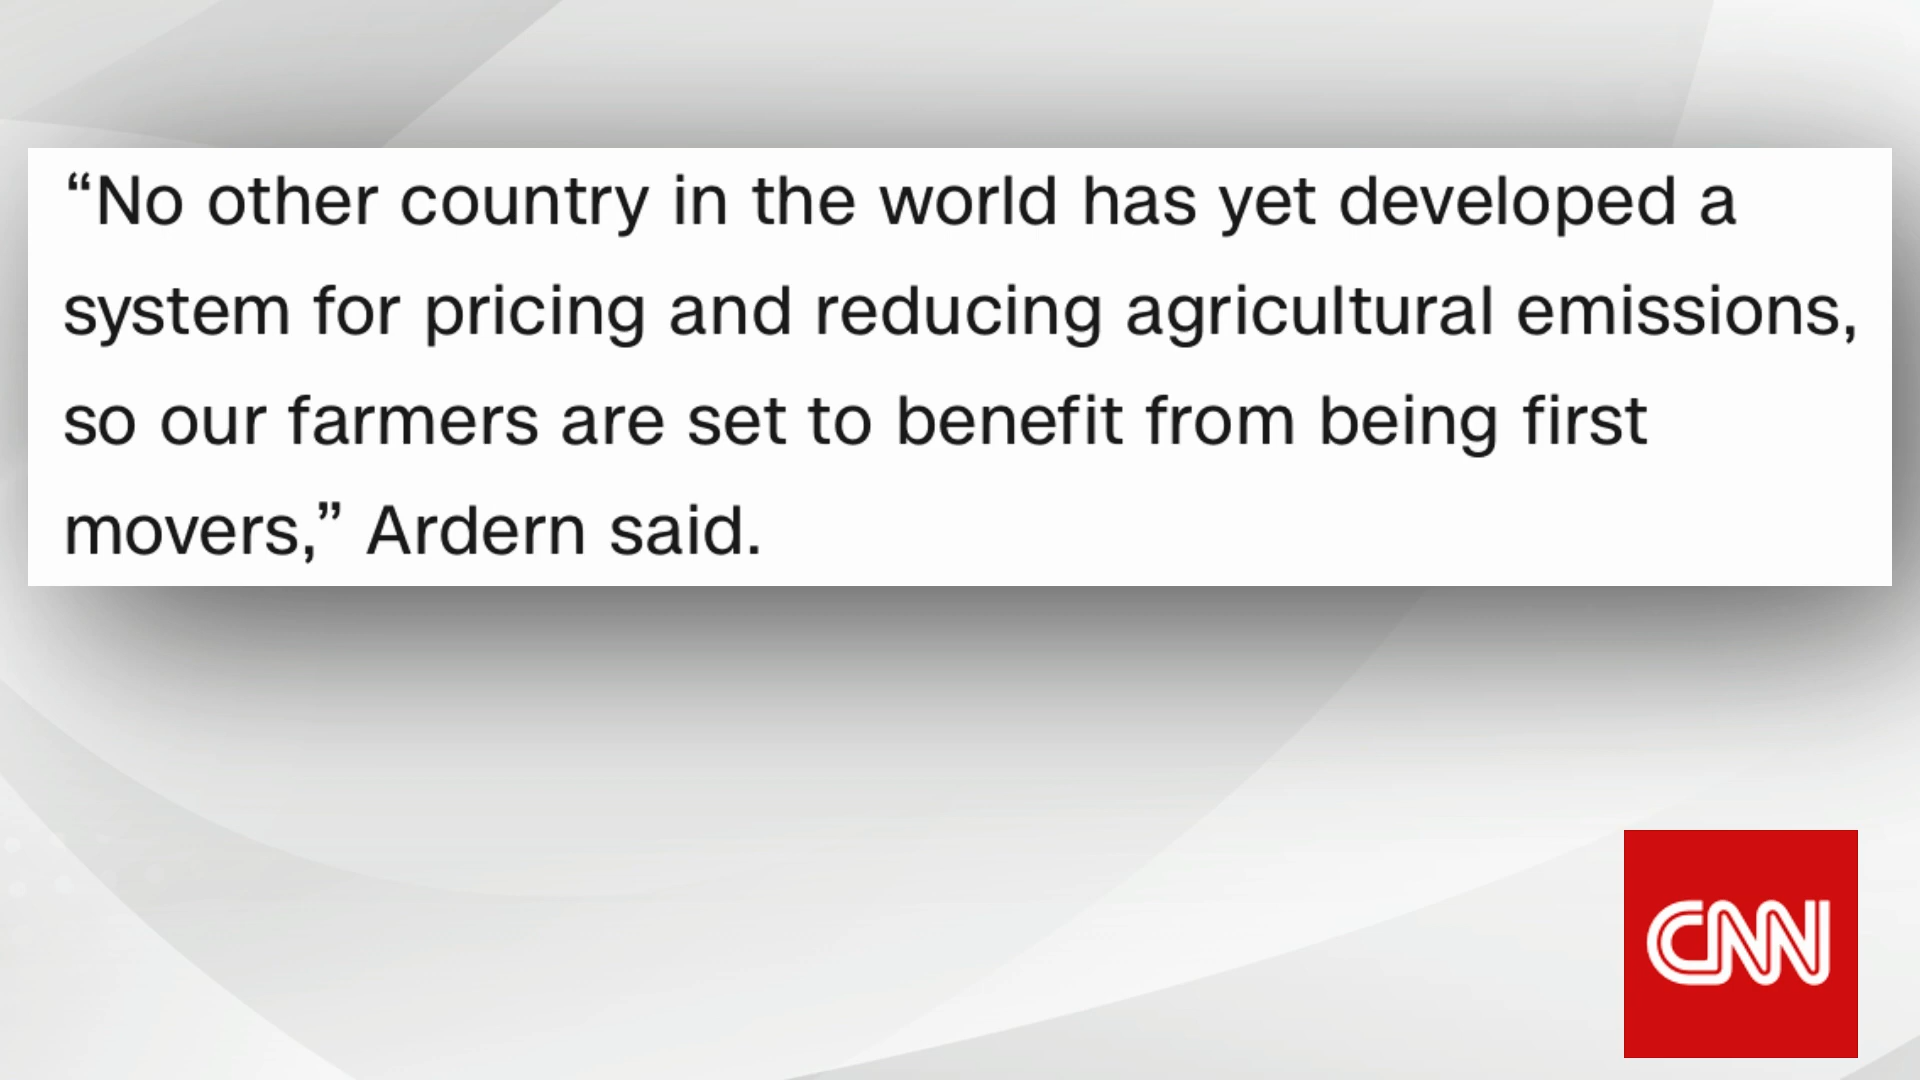 “No other country in the world has yet developed a
system for pricing and reducing agricultural emissions,
so our farmers are set to benefit from being first
movers,” Ardern said.
CNN